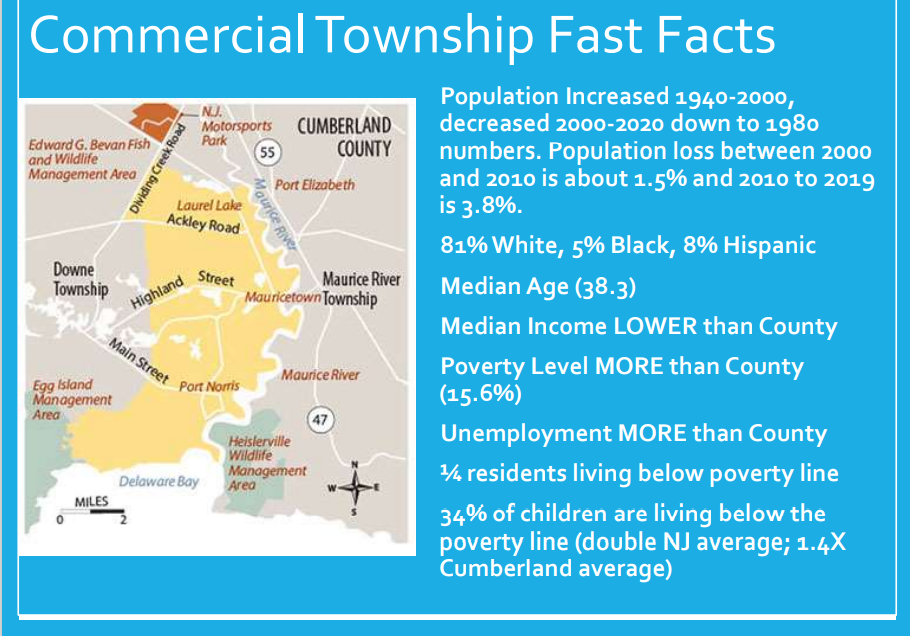 Commercial Township Fast Facts
Population Increased 1940-2000,
decreased 2000-2020 down to 1980
numbers. Population loss between 2000
and 2010 is about 1.5% and 2010 to 2019
is 3.8%.
81% White, 5% Black, 8% Hispanic
Median Age (38.3)
Median Income LOWER than County
Poverty Level MORE than County
(15.6%)
Unemployment MORE than County
¼ residents living below poverty line
34% of children are living below the
poverty line (double NJ average; 1.4X
Cumberland average)
N.J.
Motorsports
Park
CUMBERLAND
COUNTY
Edward G. Bevan Fish
and Wildlife
Management Area
Dividing Creek Road
55
Port Elizabeth
Maurice River
Laurel Lake
Ackley Road
Downe
Township
Highland Street
Mauricetown
Maurice River
Township
Main Street
Port Norris
Maurice River
Egg Island
Management
Area
47
Heislerville
Wildlife
Management
Area
Delaware Bay
N
W
E
S
MILES
0 2